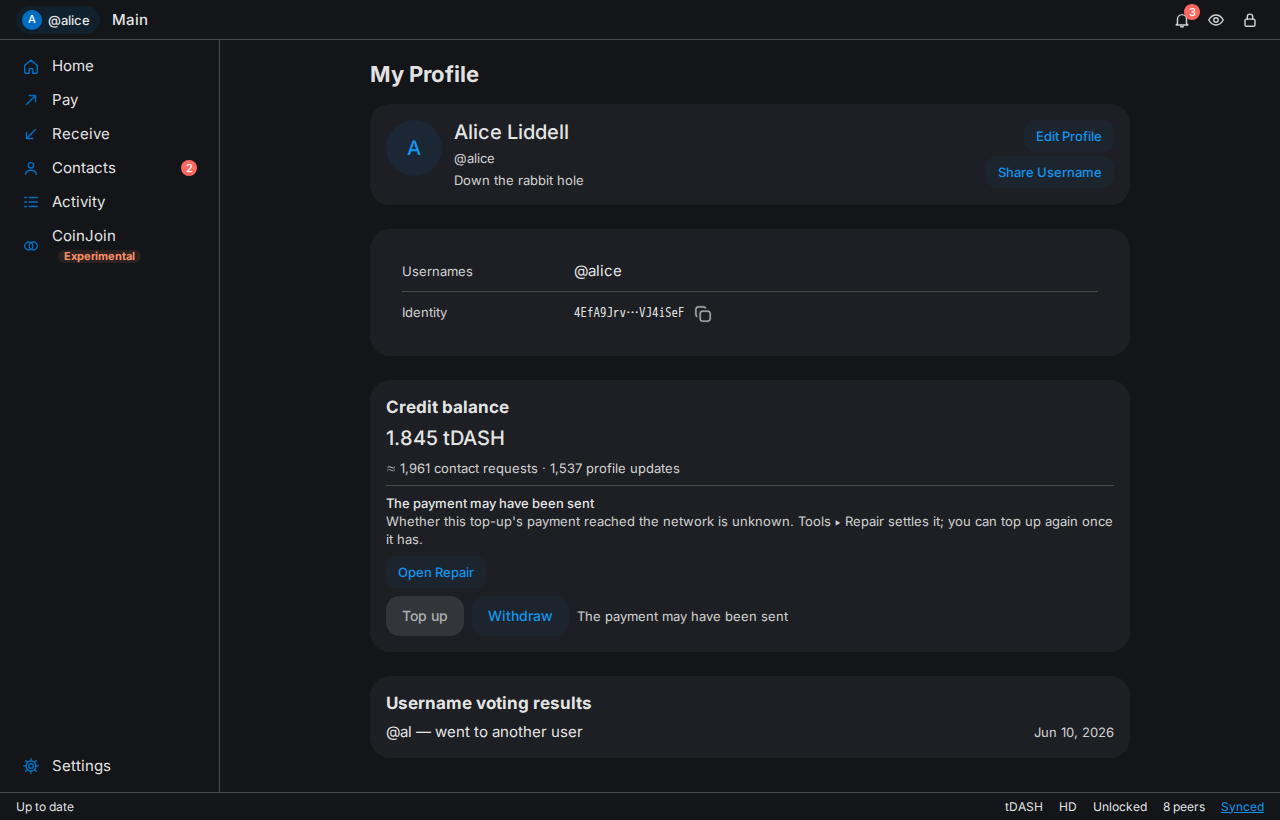 A @alice Main 3
Home
Pay
Receive
Contacts 2
Activity
CoinJoin
Experimental
Settings
My Profile
A
Alice Liddell
@alice
Down the rabbit hole
Edit Profile
Share Username
Usernames @alice
Identity 4EfA9Jrv⋯VJ4iSeF
Credit balance
1.845 tDASH
≈ 1,961 contact requests · 1,537 profile updates
The payment may have been sent
Whether this top-up's payment reached the network is unknown. Tools ▸ Repair settles it; you can top up again once
it has.
Open Repair
Top up Withdraw The payment may have been sent
Username voting results
@al — went to another user Jun 10, 2026
Up to date tDASH HD Unlocked 8 peers Synced